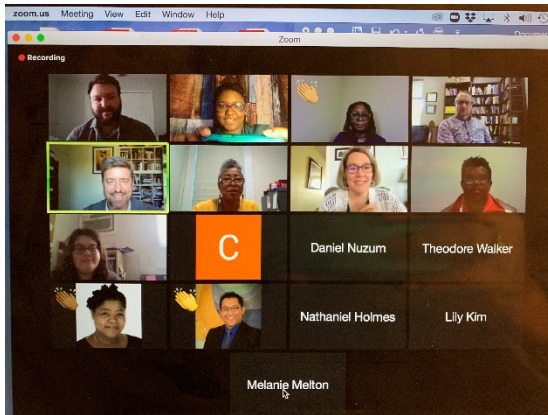 zoom.us Meeting View Edit Window Help
Zoom
Recording
C
Daniel Nuzum
Theodore Walker
Nathaniel Holmes
Lily Kim
Melanie Melton